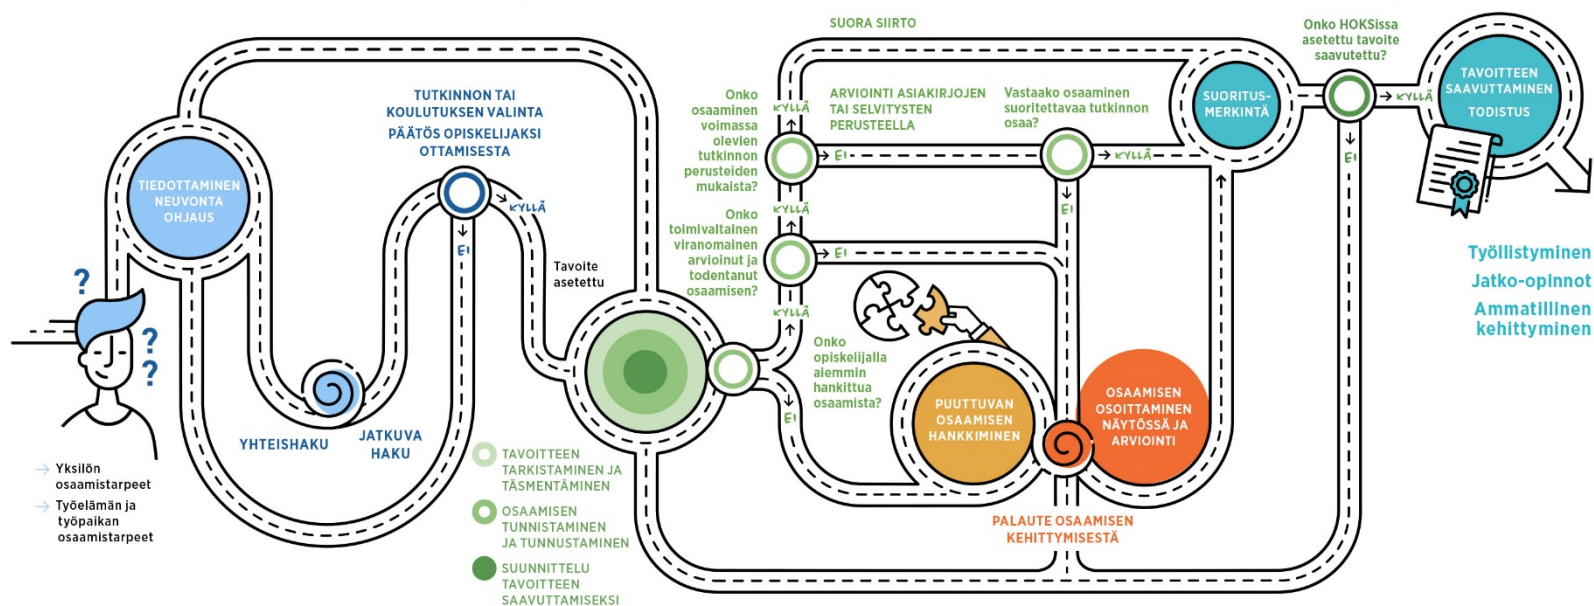 ?
?
?
→ Yksilön
osaamistarpeet
→ Työelämän ja
työpaikan
osaamistarpeet
TIEDOTTAMINEN
NEUVONTA
OHJAUS
YHTEISHAKU
JATKUVA
HAKU
TUTKINNON TAI
KOULUTUKSEN VALINTA
PÄÄTÖS OPISKELIJAKSI
OTTAMISESTA
→ KYLLÄ
↓
EI
Tavoite
asetettu
TAVOITTEEN
TARKISTAMINEN JA
TÄSMENTÄMINEN
OSAAMISEN
TUNNISTAMINEN
JA TUNNUSTAMINEN
SUUNNITTELU
TAVOITTEEN
SAAVUTTAMISEKSI
Onko
opiskelijalla
aiemmin
hankittua
osaamista?
KYLLÄ
EI
Onko
toimivaltainen
viranomainen
arvioinut ja
todentanut
osaamisen?
KYLLÄ
→ EI
Onko
osaaminen
voimassa
olevien
tutkinnon
perusteiden
mukaista?
KYLLÄ
→ EI
SUORA SIIRTO
ARVIOINTI ASIAKIRJOJEN
TAI SELVITYSTEN
PERUSTEELLA
Vastaako osaaminen
suoritettavaa tutkinnon
osaa?
→ KYLLÄ
EI
PUUTTUVAN
OSAAMISEN
HANKKIMINEN
OSAAMISEN
OSOITTAMINEN
NÄYTÖSSÄ JA
ARVIOINTI
PALAUTE OSAAMISEN
KEHITTYMISESTÄ
SUORITUS-
MERKINTÄ
Onko HOKSissa
asetettu tavoite
saavutettu?
→ KYLLÄ
EI
TAVOITTEEN
SAAVUTTAMINEN
TODISTUS
Työllistyminen
Jatko-opinnot
Ammatillinen
kehittyminen